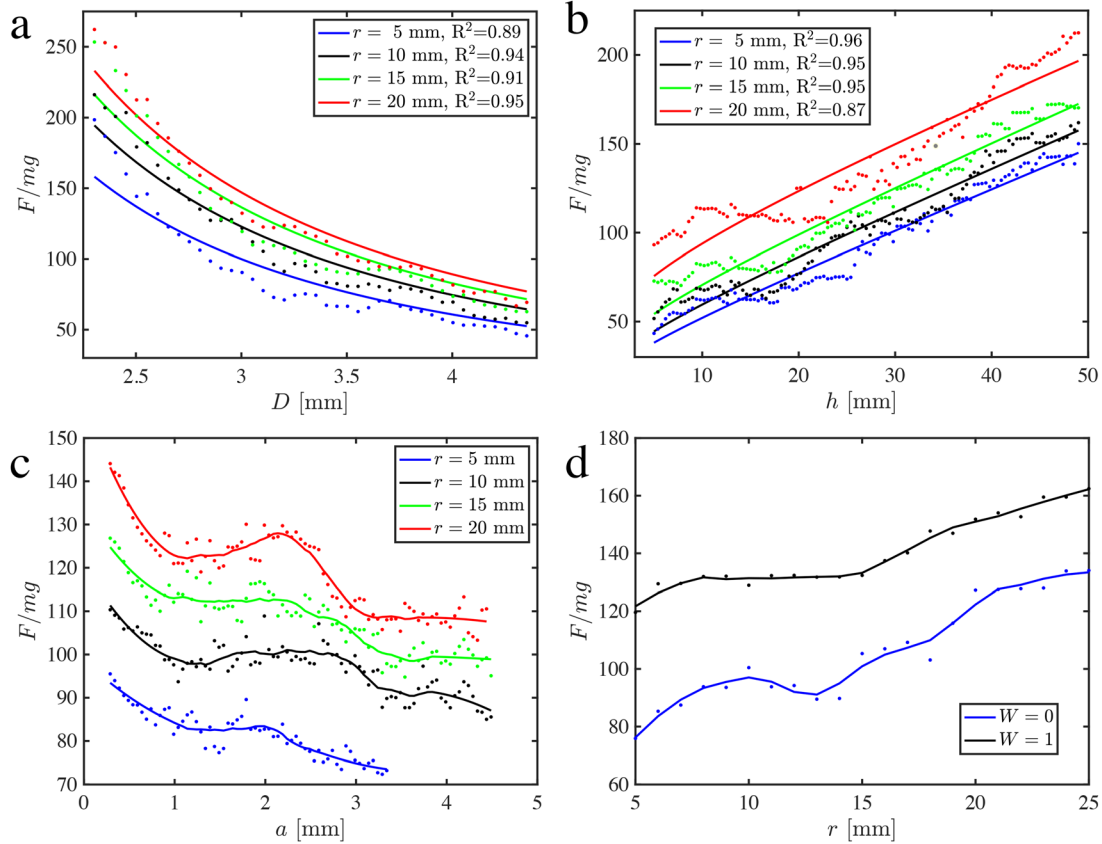 a
250
200
150
100
50
F/mg
2.5
3
3.5
4
D [mm]
r = 5 mm, R²=0.89
r = 10 mm, R²=0.94
r = 15 mm, R²=0.91
r = 20 mm, R²=0.95
b
200
150
100
50
F/mg
10
20
30
40
50
h [mm]
r = 5 mm, R²=0.96
r = 10 mm, R²=0.95
r = 15 mm, R²=0.95
r = 20 mm, R²=0.87
c
150
140
130
120
110
100
90
80
70
F/mg
0
1
2
3
4
5
a [mm]
r = 5 mm
r = 10 mm
r = 15 mm
r = 20 mm
d
180
160
140
120
100
80
60
F/mg
5
10
15
20
25
r [mm]
W = 0
W = 1